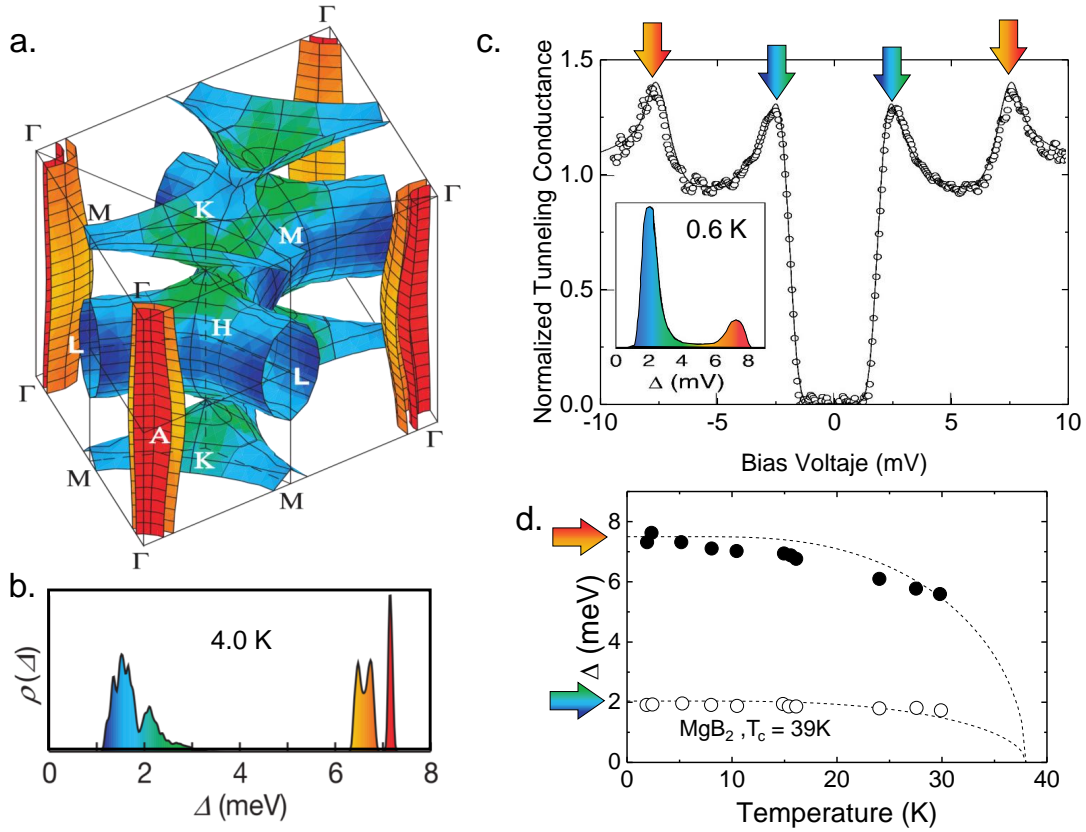 a.
Γ
Γ
Γ
M
K
M
Γ
H
L
L
A
K
M
M
Γ
Γ
Γ
b.
4.0 K
ρ(Δ)
0 2 4 6 8
Δ (meV)
c.
Normalized Tunneling Conductance
1.5
1.0
0.5
0.0
0.6 K
0 2 4 6 8
Δ (mV)
-10 -5 0 5 10
Bias Voltaje (mV)
d.
Δ (meV)
8
6
4
2
0
MgB₂ ,T꜀ = 39K
0 10 20 30 40
Temperature (K)